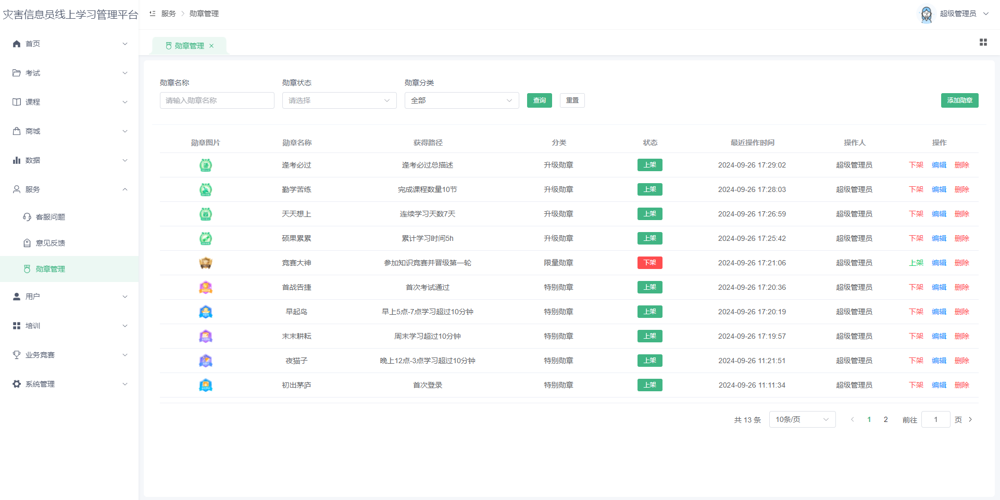 灾害信息员线上学习管理平台
服务 > 勋章管理
超级管理员
首页
考试
课程
商城
数据
服务
客服问题
意见反馈
勋章管理
用户
培训
业务竞赛
系统管理
勋章管理 ×
勋章名称 勋章状态 勋章分类
请输入勋章名称 请选择 全部 查询 重置 添加勋章
勋章图片 勋章名称 获得路径 分类 状态 最近操作时间 操作人 操作
逢考必过 逢考必过总描述 升级勋章 上架 2024-09-26 17:29:02 超级管理员 下架 编辑 删除
勤学苦练 完成课程数量10节 升级勋章 上架 2024-09-26 17:28:03 超级管理员 下架 编辑 删除
天天想上 连续学习天数7天 升级勋章 上架 2024-09-26 17:26:59 超级管理员 下架 编辑 删除
硕果累累 累计学习时间5h 升级勋章 上架 2024-09-26 17:25:42 超级管理员 下架 编辑 删除
竞赛大神 参加知识竞赛并晋级第一轮 限量勋章 下架 2024-09-26 17:21:06 超级管理员 上架 编辑 删除
首战告捷 首次考试通过 特别勋章 上架 2024-09-26 17:20:36 超级管理员 下架 编辑 删除
早起鸟 早上5点-7点学习超过10分钟 特别勋章 上架 2024-09-26 17:20:19 超级管理员 下架 编辑 删除
末末耕耘 周末学习超过10分钟 特别勋章 上架 2024-09-26 17:19:57 超级管理员 下架 编辑 删除
夜猫子 晚上12点-3点学习超过10分钟 特别勋章 上架 2024-09-26 11:21:51 超级管理员 下架 编辑 删除
初出茅庐 首次登录 特别勋章 上架 2024-09-26 11:11:34 超级管理员 下架 编辑 删除
共 13 条 10条/页 < 1 2 前往 1 页 >